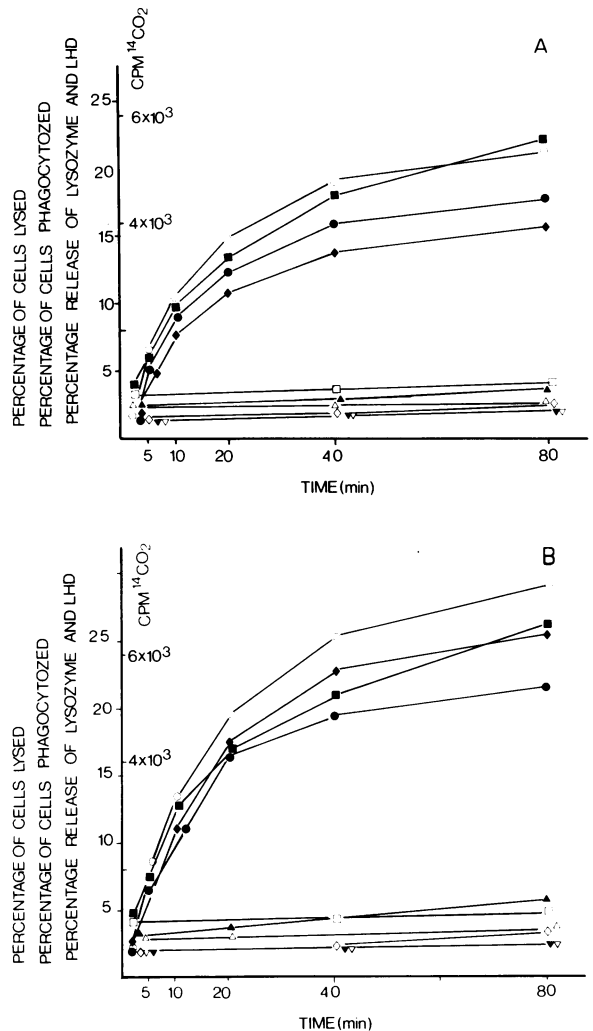 A
CPM ¹⁴CO₂
PERCENTAGE OF CELLS LYSED
PERCENTAGE OF CELLS PHAGOCYTOZED
PERCENTAGE RELEASE OF LYSOZYME AND LHD
25
6x10³
20
4x10³
15
10
5
5 10 20 40 80
TIME (min)
B
CPM ¹⁴CO₂
PERCENTAGE OF CELLS LYSED
PERCENTAGE OF CELLS PHAGOCYTOZED
PERCENTAGE RELEASE OF LYSOZYME AND LHD
25
6x10³
20
4x10³
15
10
5
5 10 20 40 80
TIME (min)